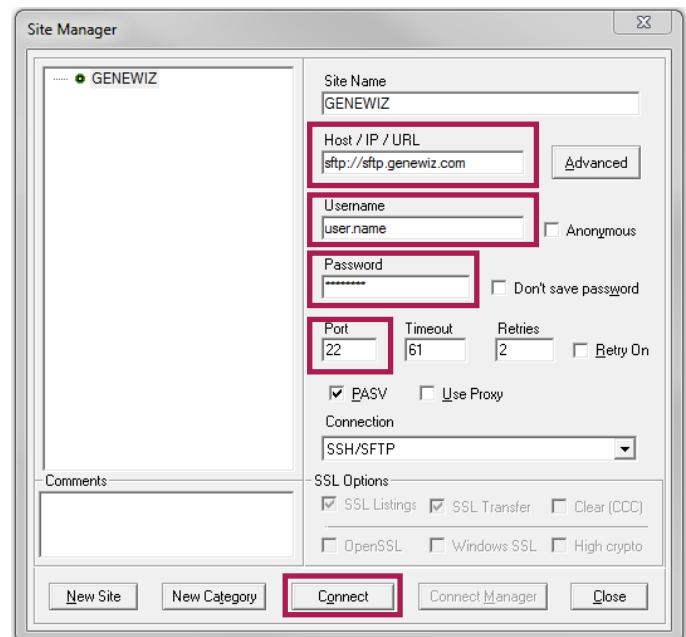 Site Manager
GENEWIZ
Site Name
GENEWIZ
Host / IP / URL
sftp://sftp.genewiz.com
Advanced
Username
user.name
Anonymous
Password
********
Don't save password
Port Timeout Retries
22 61 2 Retry On
PASV Use Proxy
Connection
SSH/SFTP
Comments
SSL Options
SSL Listings SSL Transfer Clear (CCC)
OpenSSL Windows SSL High crypto
New Site New Category Connect Connect Manager Close